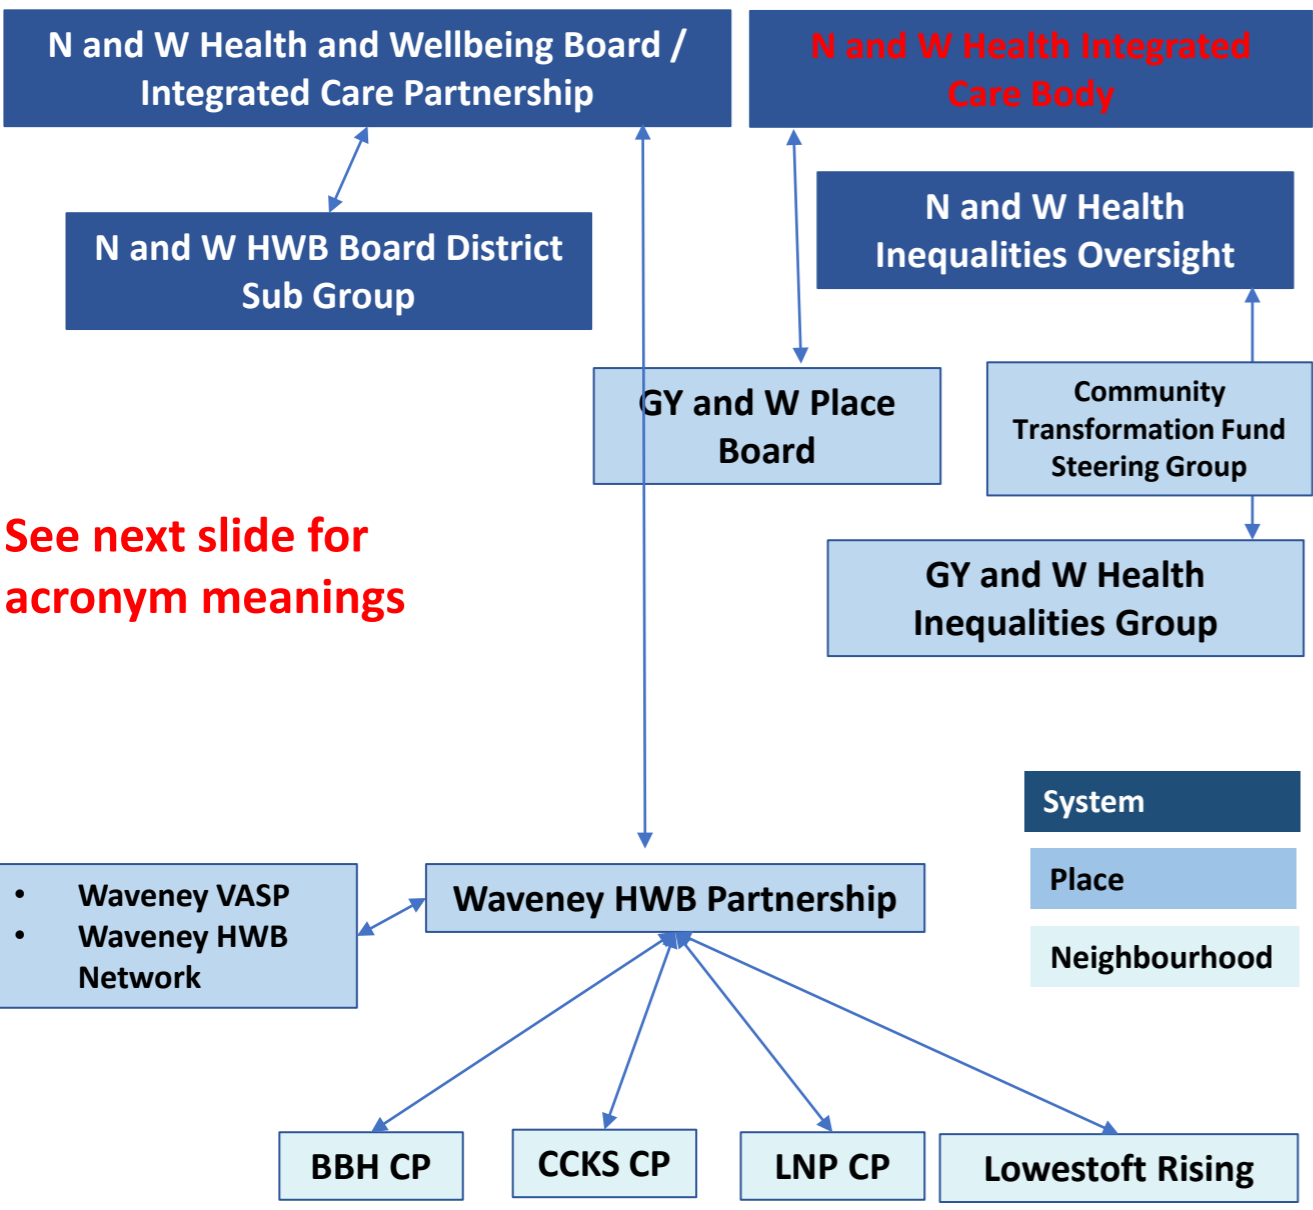 N and W Health and Wellbeing Board /
Integrated Care Partnership
N and W Health Integrated
Care Body
N and W HWB Board District
Sub Group
N and W Health
Inequalities Oversight
GY and W Place
Board
Community
Transformation Fund
Steering Group
See next slide for
acronym meanings
GY and W Health
Inequalities Group
System
Place
Neighbourhood
• Waveney VASP
• Waveney HWB
Network
Waveney HWB Partnership
BBH CP
CCKS CP
LNP CP
Lowestoft Rising